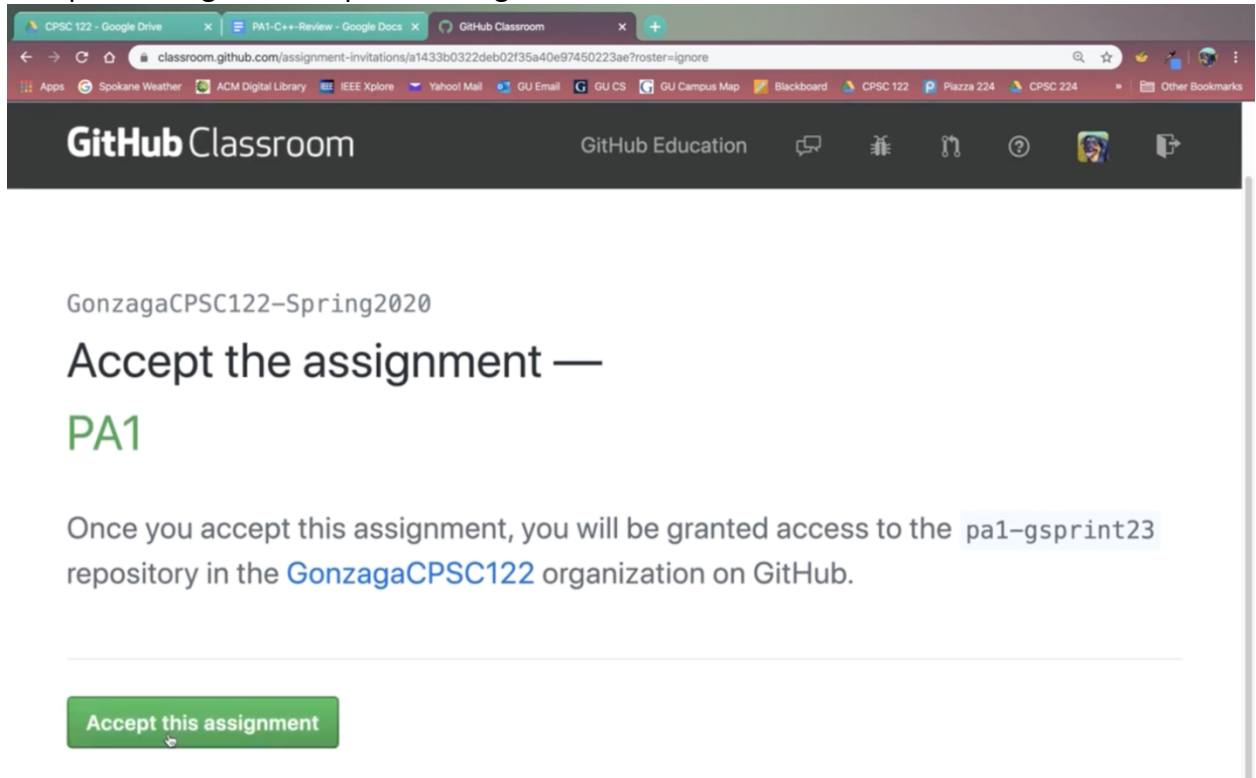 CPSC 122 - Google Drive
PA1-C++-Review - Google Docs
GitHub Classroom
classroom.github.com/assignment-invitations/a1433b0322deb02f35a40e97450223ae?roster=ignore
Apps Spokane Weather ACM Digital Library IEEE Xplore Yahoo! Mail GU Email GU CS GU Campus Map Blackboard CPSC 122 Piazza 224 CPSC 224 » Other Bookmarks
GitHub Classroom GitHub Education
GonzagaCPSC122-Spring2020
Accept the assignment —
PA1
Once you accept this assignment, you will be granted access to the pa1-gsprint23
repository in the GonzagaCPSC122 organization on GitHub.
Accept this assignment